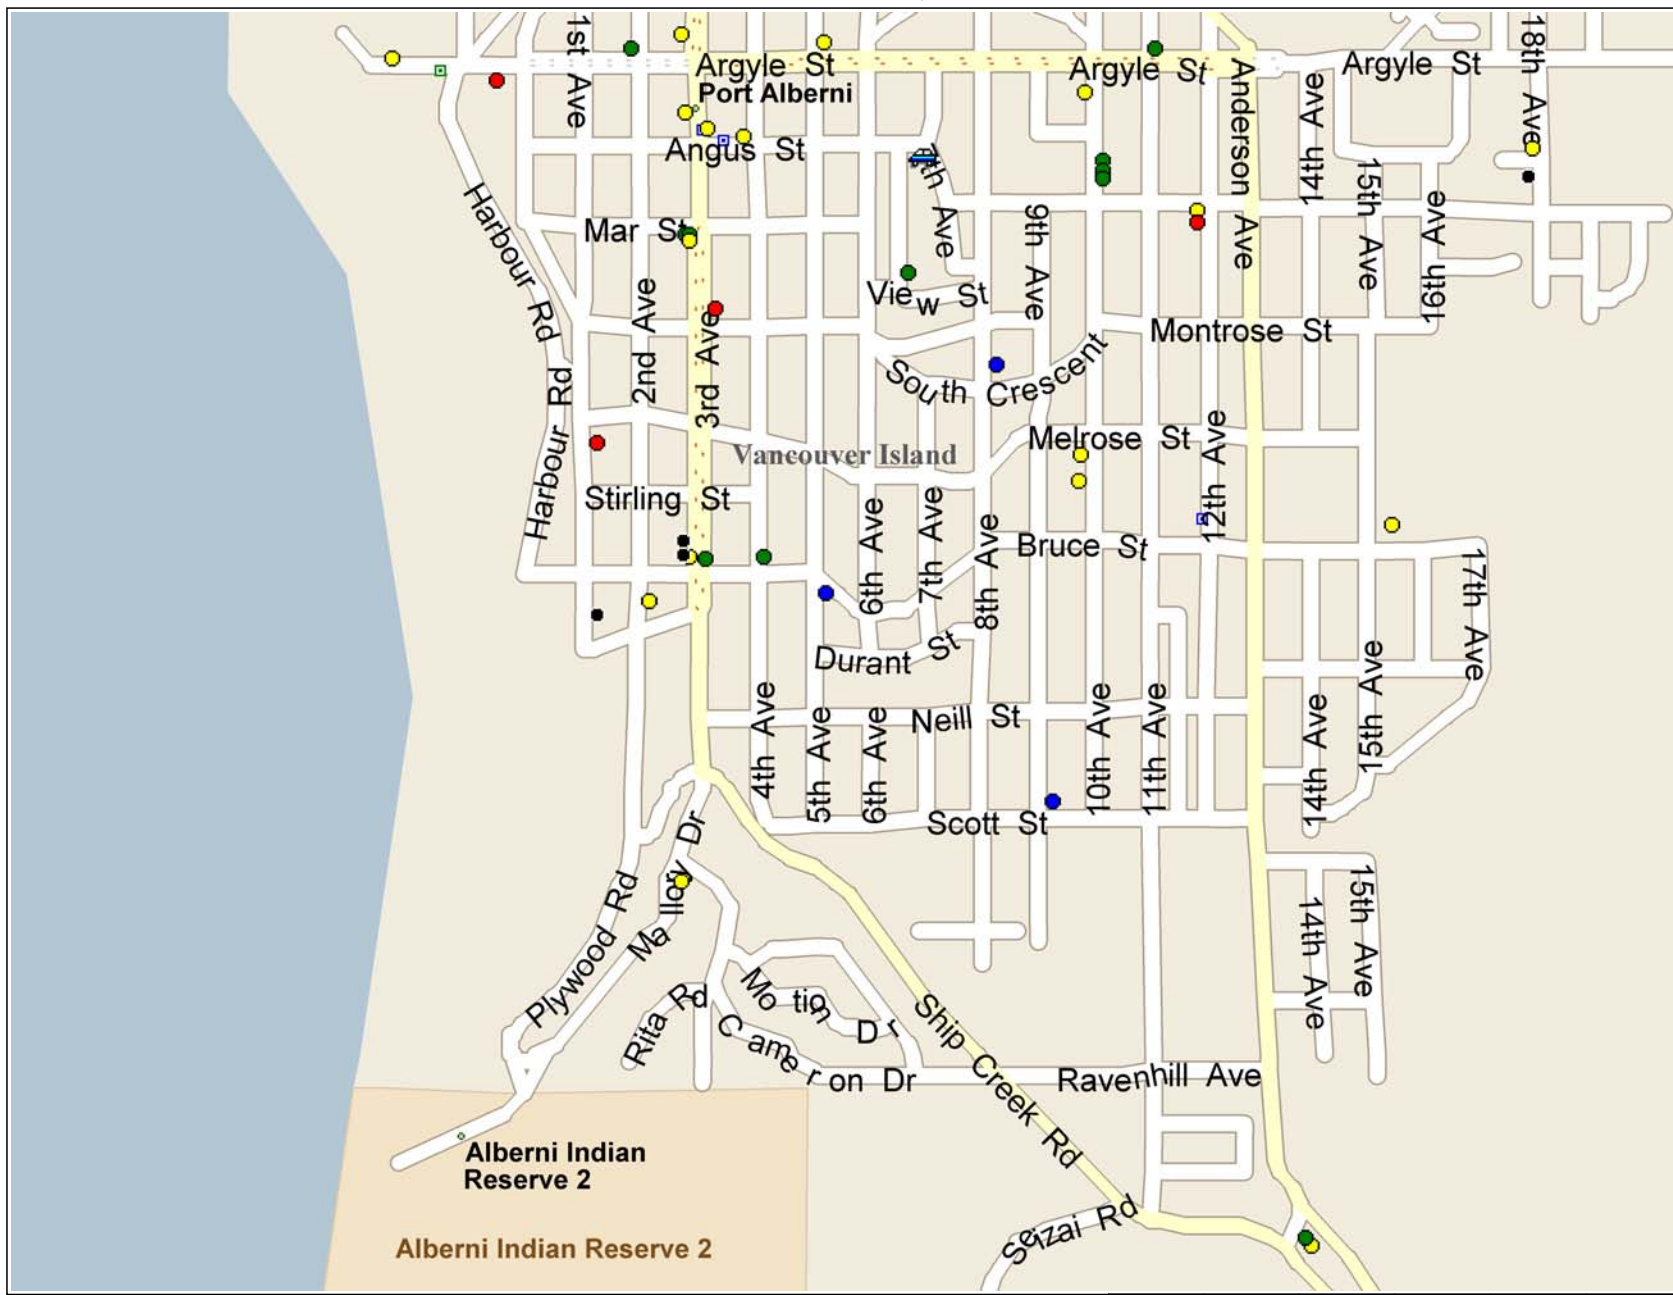 1st Ave
Argyle St
Argyle St
Argyle St
18th Ave
Port Alberni
Angus St
Anderson Ave
14th Ave
7th Ave
15th Ave
16th Ave
Harbour Rd
Mar St
9th Ave
View St
2nd Ave
3rd Ave
Montrose St
South Crescent
Harbour Rd
Melrose St
12th Ave
Vancouver Island
Stirling St
6th Ave
7th Ave
8th Ave
Bruce St
17th Ave
Durant St
15th Ave
4th Ave
5th Ave
6th Ave
Neill St
10th Ave
11th Ave
14th Ave
Scott St
Mallory Dr
Plywood Rd
15th Ave
14th Ave
Rita Rd
Motion Dr
Cameron Dr
Ship Creek Rd
Ravenhill Ave
Alberni Indian
Reserve 2
Seizai Rd
Alberni Indian Reserve 2